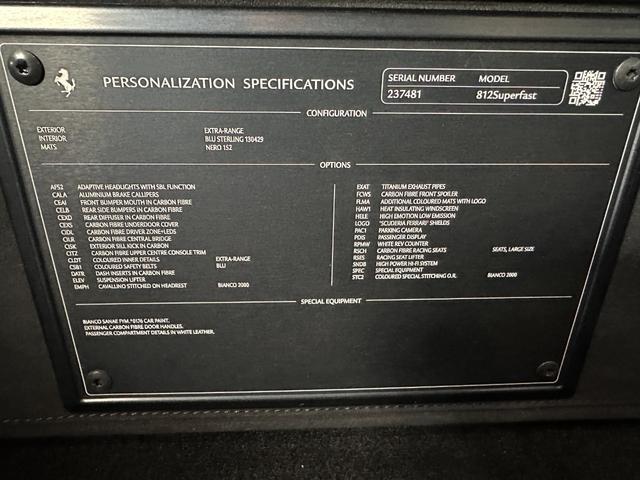 PERSONALIZATION SPECIFICATIONS
SERIAL NUMBER MODEL
237481 812Superfast
CONFIGURATION
EXTERIOR EXTRA-RANGE
INTERIOR BLU STERLING 130429
MATS NERO 152
OPTIONS
AFS2 ADAPTIVE HEADLIGHTS WITH SBL FUNCTION
CALA ALUMINIUM BRAKE CALLIPERS
CEA1 FRONT BUMPER MOUTH IN CARBON FIBRE
CELB REAR SIDE BUMPERS IN CARBON FIBRE
CEXD REAR DIFFUSER IN CARBON FIBRE
CEXS CARBON FIBRE UNDERDOOR COVER
CIDL CARBON FIBRE DRIVER ZONE+LEDS
CILR CARBON FIBRE CENTRAL BRIDGE
CISK EXTERIOR SILL KICK IN CARBON
CITZ CARBON FIBRE UPPER CENTRE CONSOLE TRIM
CLDT COLOURED INNER DETAILS EXTRA-RANGE
CSB1 COLOURED SAFETY BELTS BLU
DATR DASH INSERTS IN CARBON FIBRE
ELEV SUSPENSION LIFTER
EMPH CAVALLINO STITCHED ON HEADREST BIANCO 2000
EXAT TITANIUM EXHAUST PIPES
FCWS CARBON FIBRE FRONT SPOILER
FLMA ADDITIONAL COLOURED MATS WITH LOGO
HAW1 HEAT INSULATING WINDSCREEN
HELE HIGH EMOTION LOW EMISSION
LOGO "SCUDERIA FERRARI" SHIELDS
PAC1 PARKING CAMERA
PDIS PASSENGER DISPLAY
RPMW WHITE REV COUNTER
RSCH CARBON FIBRE RACING SEATS SEATS, LARGE SIZE
RSES RACING SEAT LIFTER
SNDB HIGH POWER HI-FI SYSTEM
SPEC SPECIAL EQUIPMENT
STC2 COLOURED SPECIAL STITCHING O.R. BIANCO 2000
SPECIAL EQUIPMENT
BIANCO SANAE FYM, *0176 CAR PAINT.
EXTERNAL CARBON FIBRE DOOR HANDLES.
PASSENGER COMPARTMENT DETAILS IN WHITE LEATHER.